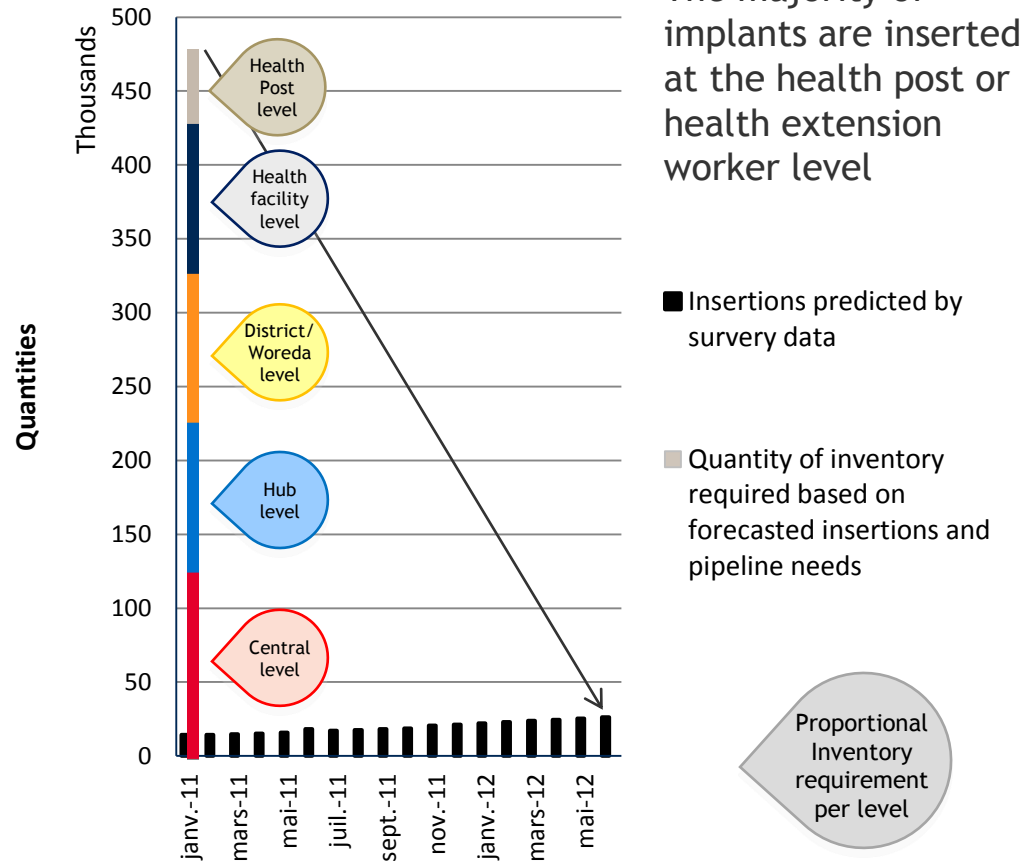 implants are inserted
at the health post or
health extension
worker level
Thousands
Quantities
500
450
400
350
300
250
200
150
100
50
0
Health
Post
level
Health
facility
level
District/
Woreda
level
Hub
level
Central
level
janv.-11
mars-11
mai-11
juil.-11
sept.-11
nov.-11
janv.-12
mars-12
mai-12
Insertions predicted by
survery data
Quantity of inventory
required based on
forecasted insertions and
pipeline needs
Proportional
Inventory
requirement
per level